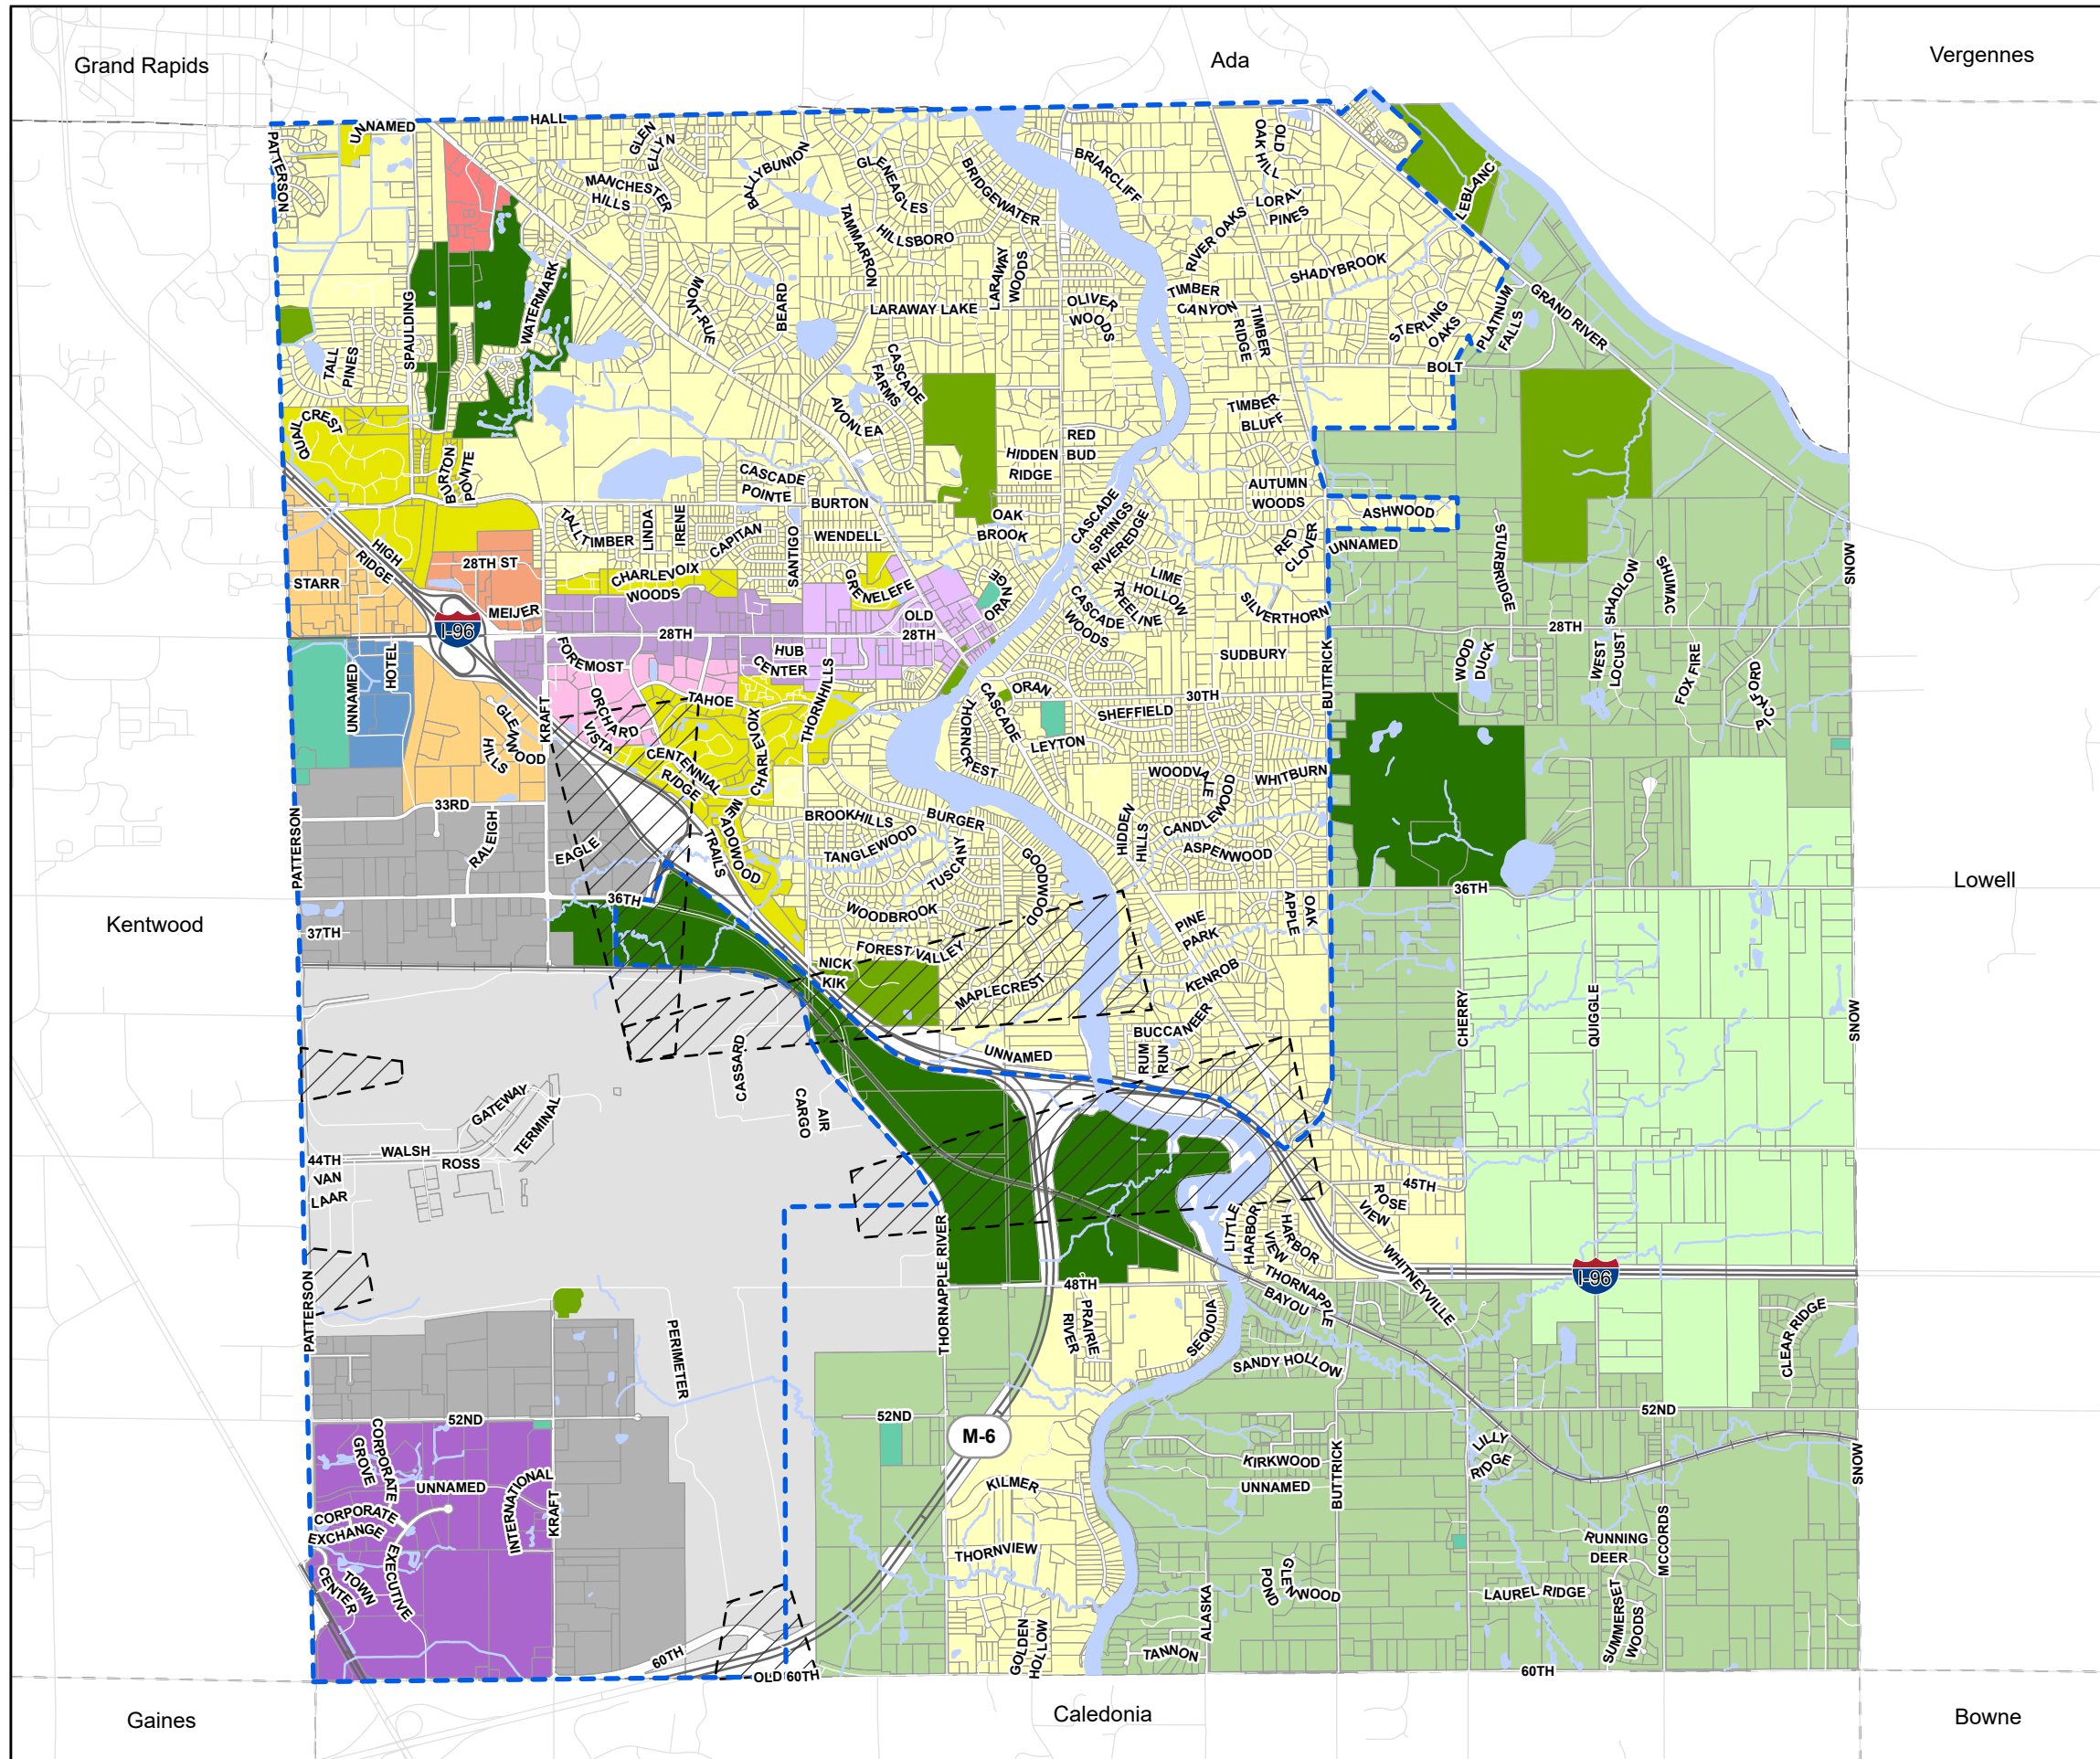 Grand Rapids
Ada
Vergennes
UNNAMED
HALL
PATTERSON
GLEN
ELLYN
MANCHESTER
HILLS
BALLYBUNION
GLENEAGLES
BRIDGEWATER
BRIARCLIFF
OLD
OAK HILL
LORAL
PINES
LEBLANC
TAMMARRON
HILLSBORO
LARAWAY
WOODS
RIVER OAKS
SHADYBROOK
WATERMARK
MONT-RUE
BEARD
LARAWAY LAKE
OLIVER
WOODS
TIMBER
CANYON
TIMBER
RIDGE
STERLING
OAKS
PLATINUM
FALLS
GRAND RIVER
SPAULDING
TALL
PINES
CASCADE
FARMS
AVONLEA
BOLT
TIMBER
BLUFF
QUAIL
CREST
BURTON
POINTE
CASCADE
POINTE
BURTON
RED
BUD
HIDDEN
RIDGE
AUTUMN
WOODS
ASHWOOD
TALL
TIMBER
LINDA
IRENE
CAPITAN
SANTIGO
WENDELL
OAK
BROOK
CASCADE
SPRINGS
RIVEREDGE
RED
CLOVER
UNNAMED
STURBRIDGE
SHADLOW
SHUMAC
SNOW
HIGH
RIDGE
STARR
28TH ST
MEIJER
CHARLEVOIX
WOODS
GRENELEFE
ORANGE
LIME
HOLLOW
TREELINE
CASCADE
WOODS
SILVERTHORN
I-96
28TH
OLD
28TH
28TH
FOREMOST
HUB
CENTER
SUDBURY
WOOD
DUCK
WEST
LOCUST
FOX FIRE
PICKFORD
UNNAMED
HOTEL
KRAFT
ORCHARD
VISTA
TAHOE
CHARLEVOIX
THORNHILLS
THORNCREST
CASCADE
ORAN
30TH
SHEFFIELD
LEYTON
BUTTRICK
GLENN
WOOD
HILLS
CENTENNIAL
RIDGE
WOODVALE
WHITBURN
CANDLEWOOD
33RD
RALEIGH
EAGLE
MEADOWOOD
TRAILS
BROOKHILLS
BURGER
TANGLEWOOD
TUSCANY
GOODWOOD
HIDDEN
HILLS
ASPENWOOD
PATTERSON
36TH
36TH
Kentwood
Lowell
37TH
WOODBROOK
FOREST VALLEY
PINE
PARK
APPLE
OAK
NICK
KIK
MAPLECREST
KENROB
CHERRY
QUIGGLE
SNOW
BUCCANEER
RUM
RUN
UNNAMED
CASSARD
AIR
CARGO
GATEWAY
TERMINAL
WALSH
ROSS
44TH
VAN
LAAR
45TH
ROSE
VIEW
LITTLE
HARBOR
HARBOR
VIEW
WHITNEYVILLE
THORNAPPLE RIVER
I-96
PATTERSON
48TH
THORNAPPLE
BAYOU
PRAIRIE
RIVER
SEQUOIA
SANDY HOLLOW
CLEAR RIDGE
PERIMETER
52ND
52ND
52ND
M-6
CORPORATE
GROVE
UNNAMED
INTERNATIONAL
KRAFT
CORPORATE
EXCHANGE
EXECUTIVE
TOWN
CENTER
KILMER
THORNVIEW
KIRKWOOD
UNNAMED
BUTTRICK
LILLY
RIDGE
RUNNING
DEER
MCCORDS
SNOW
LAUREL RIDGE
SUMMERSET
WOODS
GLENWOOD
POND
ALASKA
TANNON
GOLDEN
HOLLOW
60TH
OLD 60TH
60TH
Gaines
Caledonia
Bowne